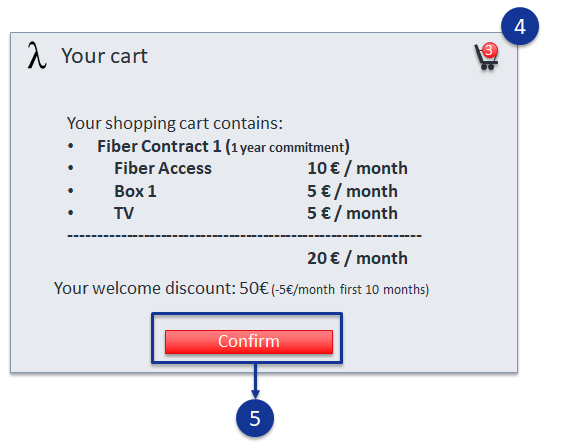 4
λ Your cart 3
Your shopping cart contains:
• Fiber Contract 1 (1 year commitment)
• Fiber Access 10 € / month
• Box 1 5 € / month
• TV 5 € / month
-----------------------------------------------------------
20 € / month
Your welcome discount: 50€ (-5€/month first 10 months)
Confirm
5